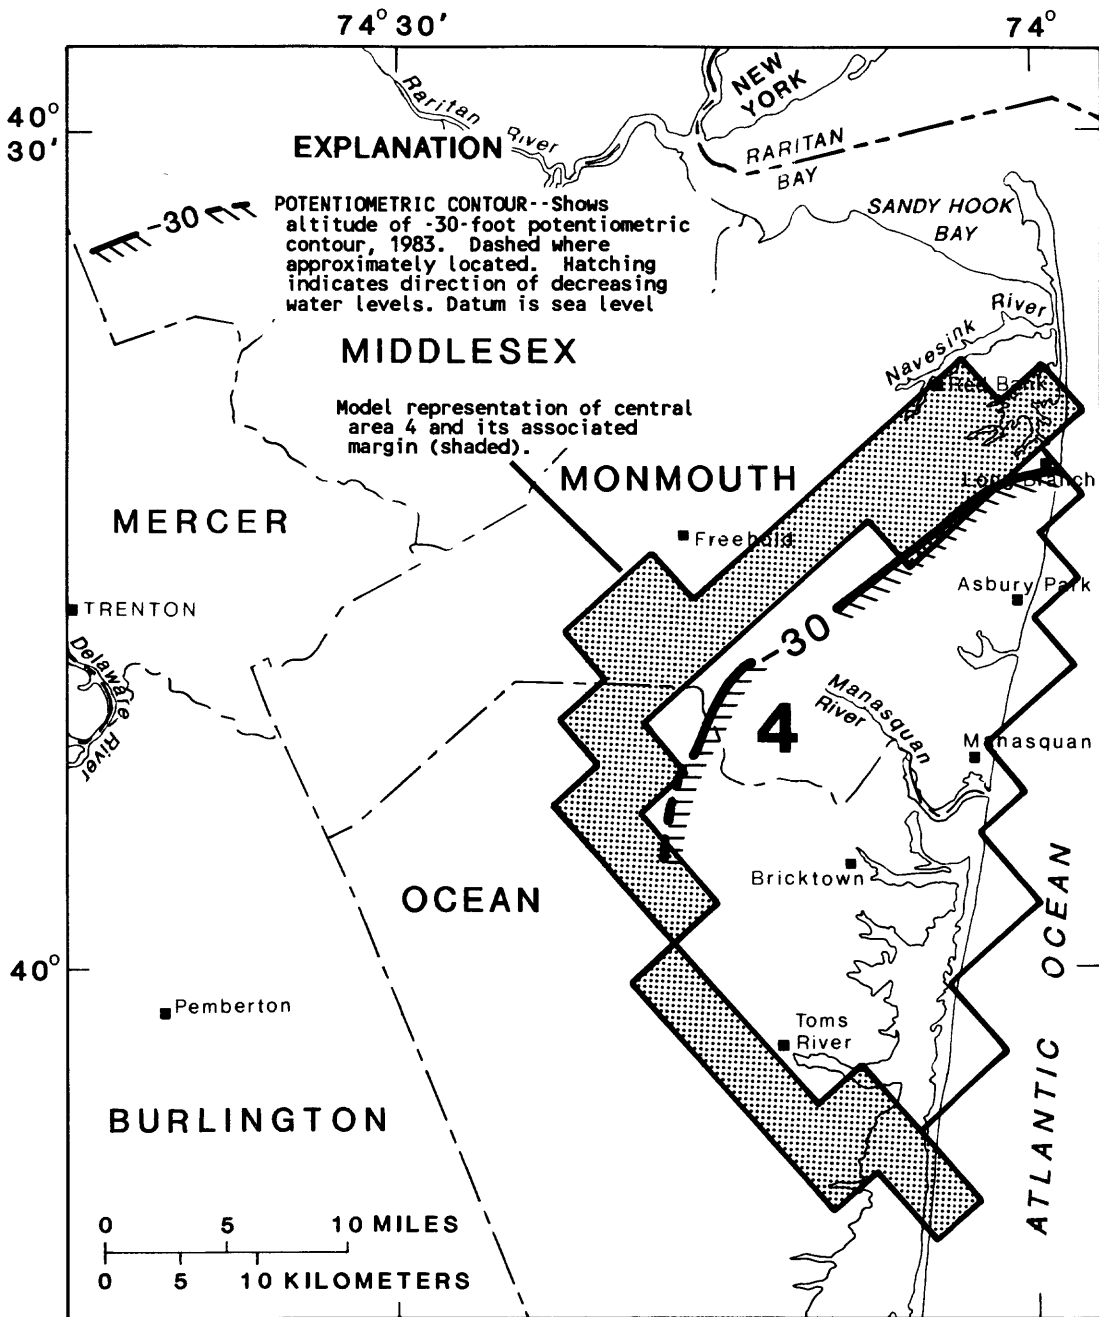 74° 30′
74°
40°
30′
Raritan
River
NEW
YORK
EXPLANATION
RARITAN
BAY
-30
POTENTIOMETRIC CONTOUR--Shows
altitude of -30-foot potentiometric
contour, 1983. Dashed where
approximately located. Hatching
indicates direction of decreasing
water levels. Datum is sea level
SANDY HOOK
BAY
Navesink River
MIDDLESEX
Red Bank
Model representation of central
area 4 and its associated
margin (shaded).
MONMOUTH
Long Branch
MERCER
Freehold
Asbury Park
TRENTON
-30
Delaware
River
Manasquan
River
4
Manasquan
Bricktown
OCEAN
ATLANTIC OCEAN
40°
Pemberton
Toms
River
BURLINGTON
0 5 10 MILES
0 5 10 KILOMETERS